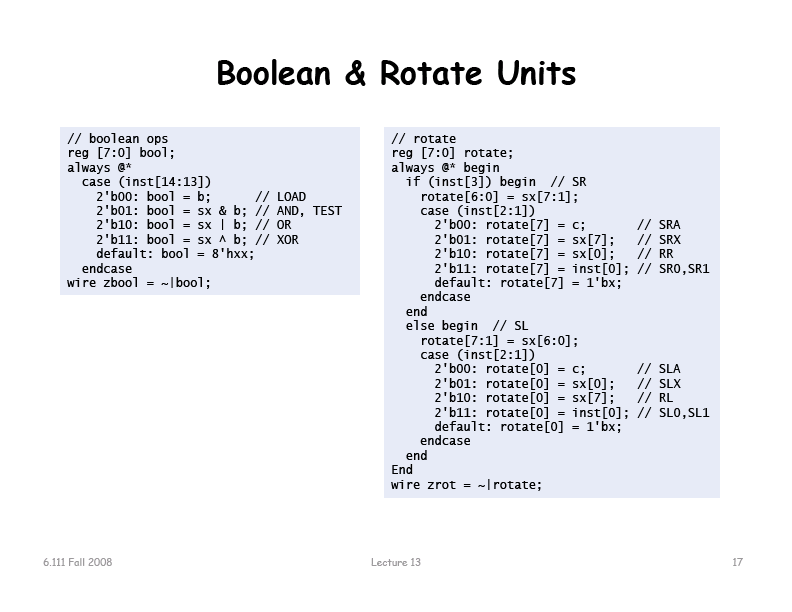 Boolean & Rotate Units
// boolean ops
reg [7:0] bool;
always @*
  case (inst[14:13])
    2'b00: bool = b;      // LOAD
    2'b01: bool = sx & b; // AND, TEST
    2'b10: bool = sx | b; // OR
    2'b11: bool = sx ^ b; // XOR
    default: bool = 8'hxx;
  endcase
wire zbool = ~|bool;
// rotate
reg [7:0] rotate;
always @* begin
  if (inst[3]) begin  // SR
    rotate[6:0] = sx[7:1];
    case (inst[2:1])
      2'b00: rotate[7] = c;       // SRA
      2'b01: rotate[7] = sx[7];   // SRX
      2'b10: rotate[7] = sx[0];   // RR
      2'b11: rotate[7] = inst[0]; // SR0,SR1
      default: rotate[7] = 1'bx;
    endcase
  end
  else begin  // SL
    rotate[7:1] = sx[6:0];
    case (inst[2:1])
      2'b00: rotate[0] = c;       // SLA
      2'b01: rotate[0] = sx[0];   // SLX
      2'b10: rotate[0] = sx[7];   // RL
      2'b11: rotate[0] = inst[0]; // SL0,SL1
      default: rotate[0] = 1'bx;
    endcase
  end
End
wire zrot = ~|rotate;
6.111 Fall 2008
Lecture 13
17